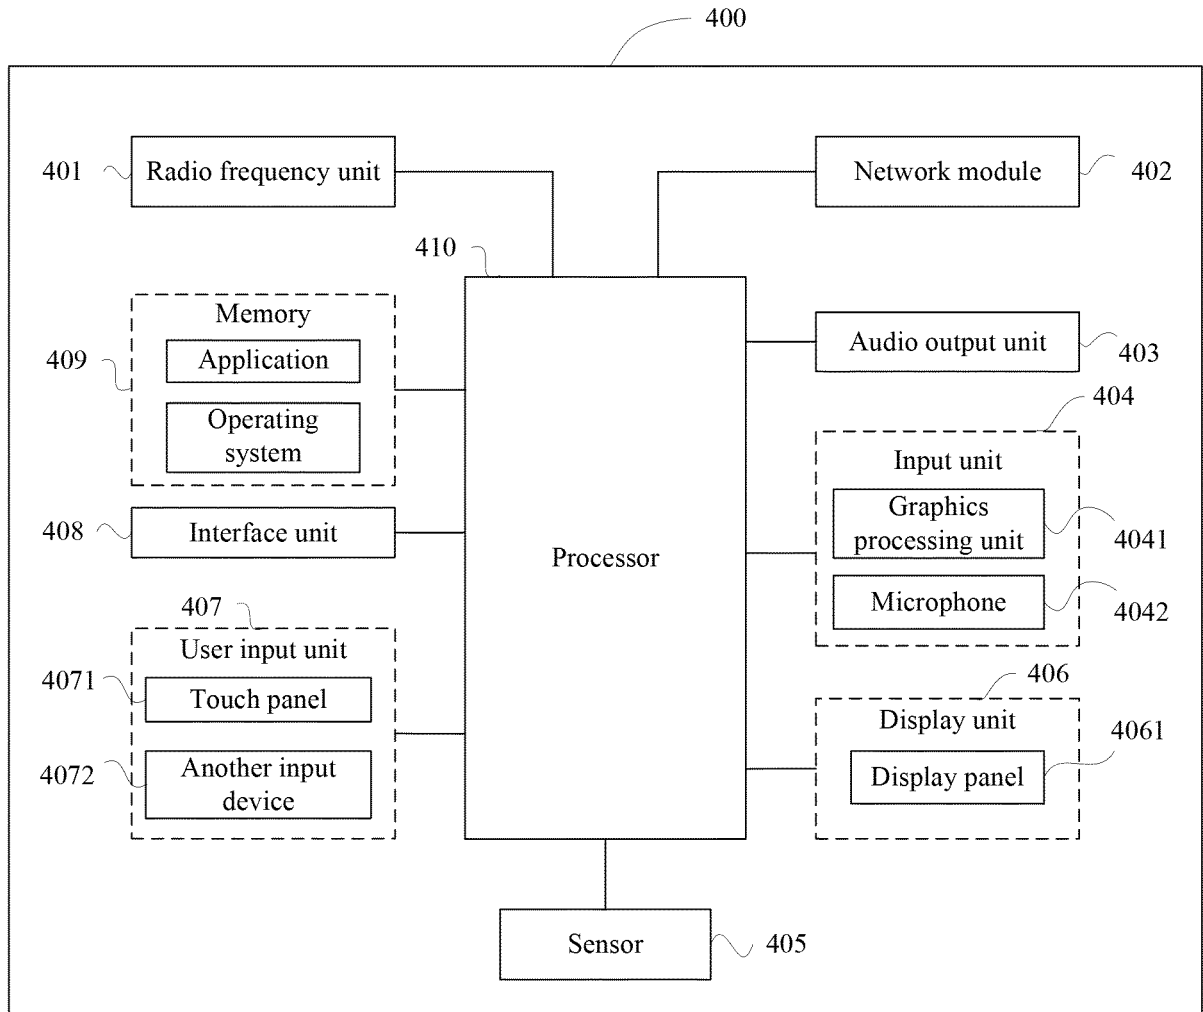 400
401
Radio frequency unit
Network module
402
410
Memory
Application
Operating
system
409
Audio output unit
403
404
Input unit
Graphics
processing unit
4041
Microphone
4042
408
Interface unit
Processor
407
User input unit
4071
Touch panel
4072
Another input
device
406
Display unit
4061
Display panel
Sensor
405